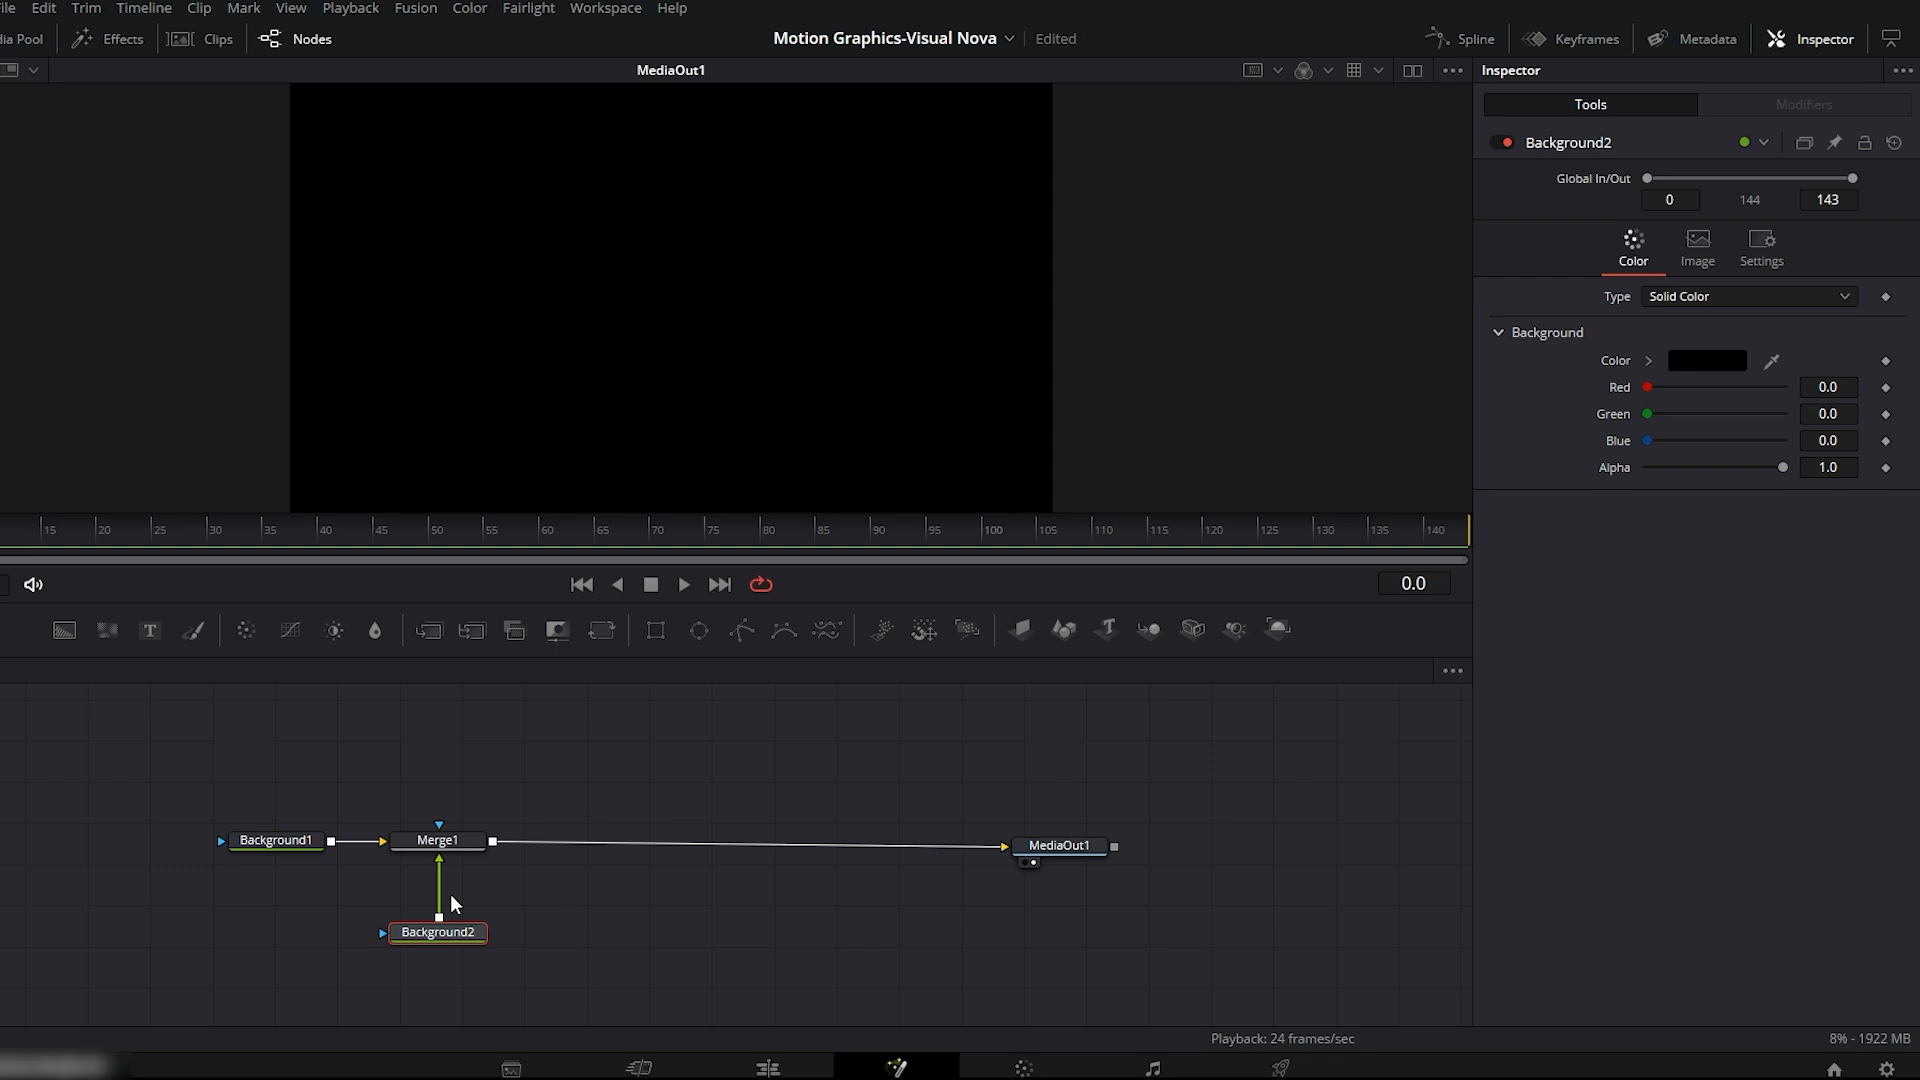 ile Edit Trim Timeline Clip Mark View Playback Fusion Color Fairlight Workspace Help
ia Pool Effects Clips Nodes Motion Graphics-Visual Nova Edited Spline Keyframes Metadata Inspector
MediaOut1 Inspector
Tools Modifiers
Background2
Global In/Out
0 144 143
Color Image Settings
Type Solid Color
Background
Color
Red 0.0
Green 0.0
Blue 0.0
Alpha 1.0
15 20 25 30 35 40 45 50 55 60 65 70 75 80 85 90 95 100 105 110 115 120 125 130 135 140
0.0
T T
Background1 Merge1 MediaOut1
Background2
Playback: 24 frames/sec 8% - 1922 MB